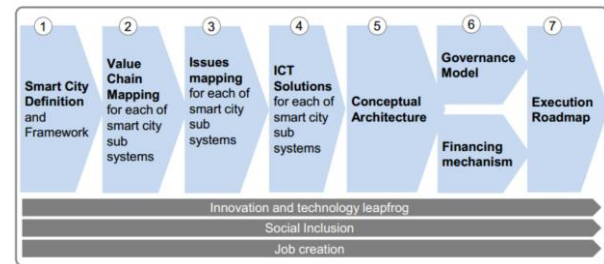 1
Smart City
Definition
and
Framework
2
Value
Chain
Mapping
for each of
smart city
sub
systems
3
Issues
mapping
for each of
smart city
sub
systems
4
ICT
Solutions
for each of
smart city
sub
systems
5
Conceptual
Architecture
6
Governance
Model
Financing
mechanism
7
Execution
Roadmap
Innovation and technology leapfrog
Social Inclusion
Job creation